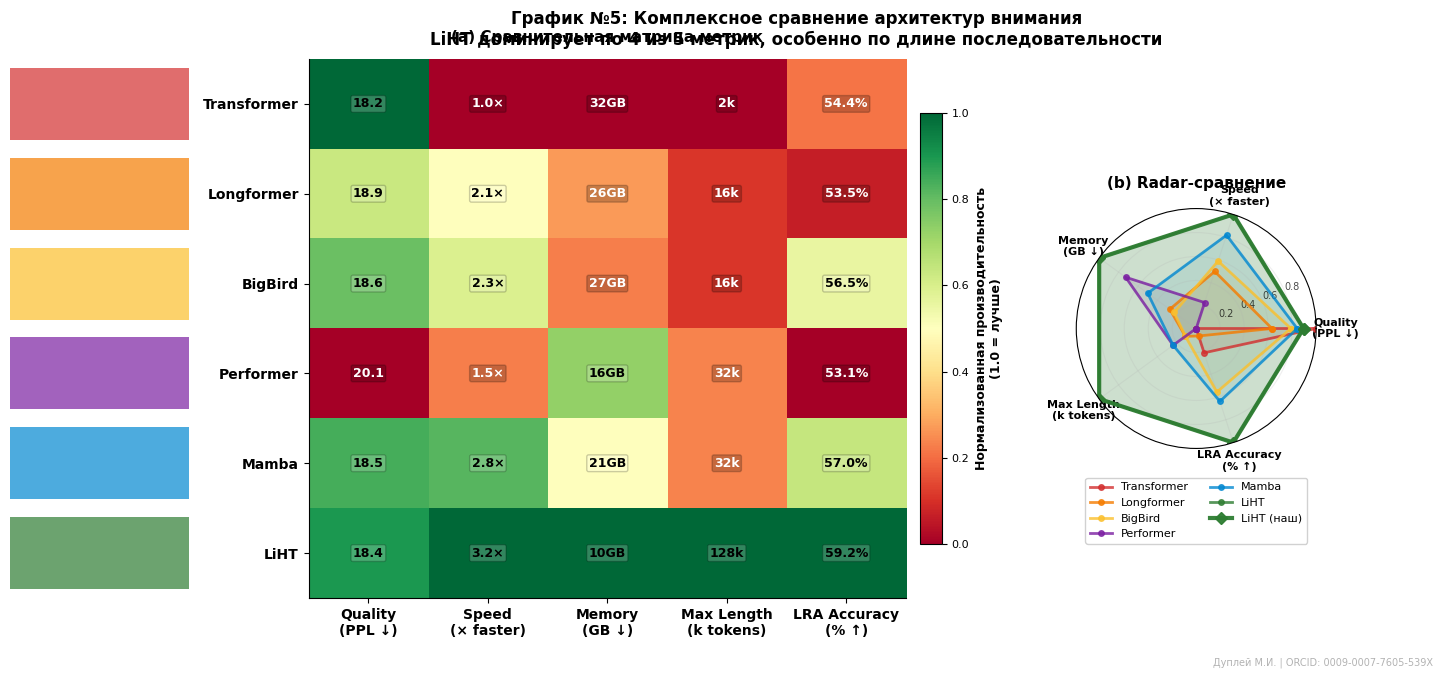 График №5: Комплексное сравнение архитектур внимания
LiHT доминирует по 4 из 5 метрик, особенно по длине последовательности
(a) Сравнительная матрица метрик
Transformer
18.2
1.0×
32GB
2k
54.4%
Longformer
18.9
2.1×
26GB
16k
53.5%
BigBird
18.6
2.3×
27GB
16k
56.5%
Performer
20.1
1.5×
16GB
32k
53.1%
Mamba
18.5
2.8×
21GB
32k
57.0%
LiHT
18.4
3.2×
10GB
128k
59.2%
Quality
(PPL ↓)
Speed
(× faster)
Memory
(GB ↓)
Max Length
(k tokens)
LRA Accuracy
(% ↑)
1.0
0.8
0.6
0.4
0.2
0.0
Нормализованная производительность
(1.0 = лучше)
(b) Radar-сравнение
Speed
(× faster)
Memory
(GB ↓)
0.8
0.6
0.4
0.2
Quality
(PPL ↓)
Max Length
(k tokens)
LRA Accuracy
(% ↑)
Transformer
Longformer
BigBird
Performer
Mamba
LiHT
LiHT (наш)
Дуплей М.И. | ORCID: 0009-0007-7605-539X